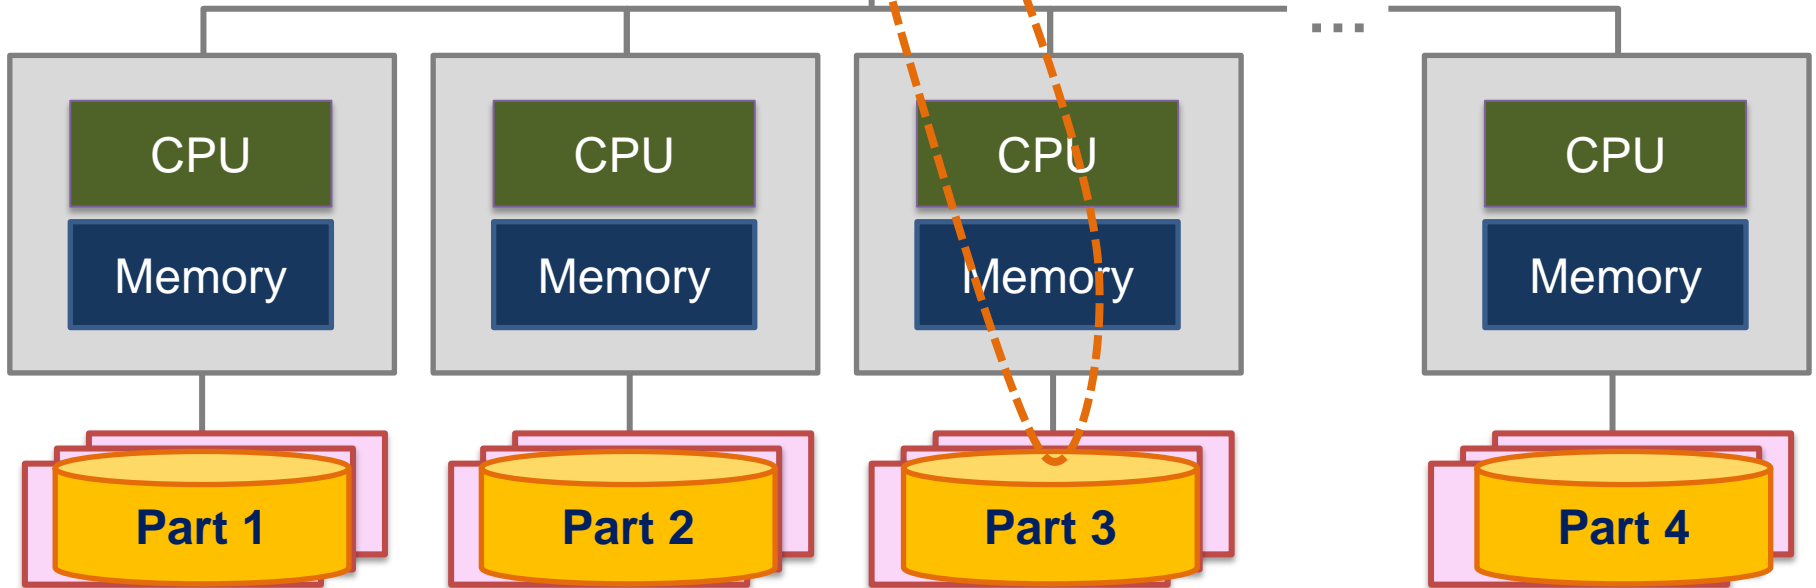 ...
CPU
CPU
CPU
CPU
Memory
Memory
Memory
Memory
Part 1
Part 2
Part 3
Part 4